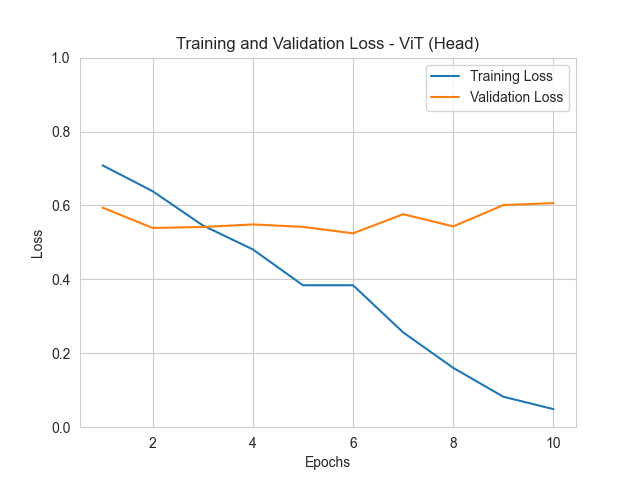 Training and Validation Loss - ViT (Head)
1.0
Training Loss
Validation Loss
0.8
0.6
Loss
0.4
0.2
0.0
2 4 6 8 10
Epochs